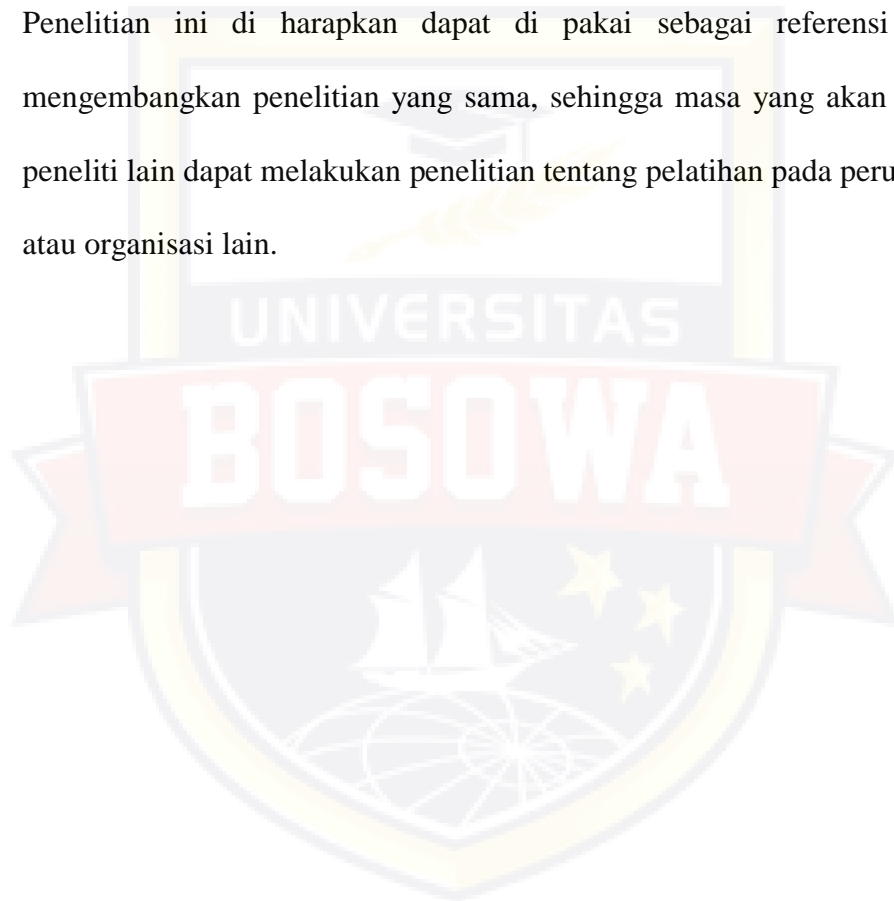 Penelitian ini di harapkan dapat di pakai sebagai referensi
mengembangkan penelitian yang sama, sehingga masa yang akan
peneliti lain dapat melakukan penelitian tentang pelatihan pada peru
atau organisasi lain.
UNIVERSITAS
BOSOWA